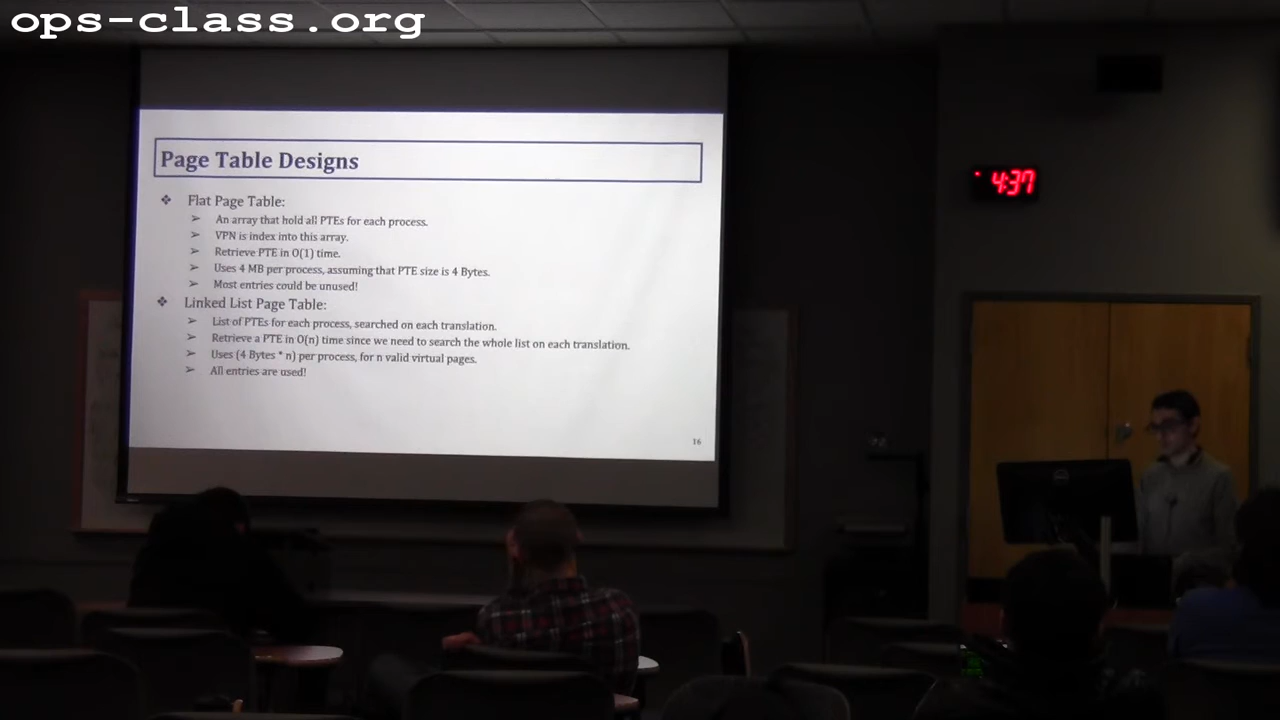 ops-class.org
Page Table Designs
❖ Flat Page Table:
➢ An array that hold all PTEs for each process.
➢ VPN is index into this array.
➢ Retrieve PTE in O(1) time.
➢ Uses 4 MB per process, assuming that PTE size is 4 Bytes.
➢ Most entries could be unused!
❖ Linked List Page Table:
➢ List of PTEs for each process, searched on each translation.
➢ Retrieve a PTE in O(n) time since we need to search the whole list on each translation.
➢ Uses (4 Bytes * n) per process, for n valid virtual pages.
➢ All entries are used!
16
4:37